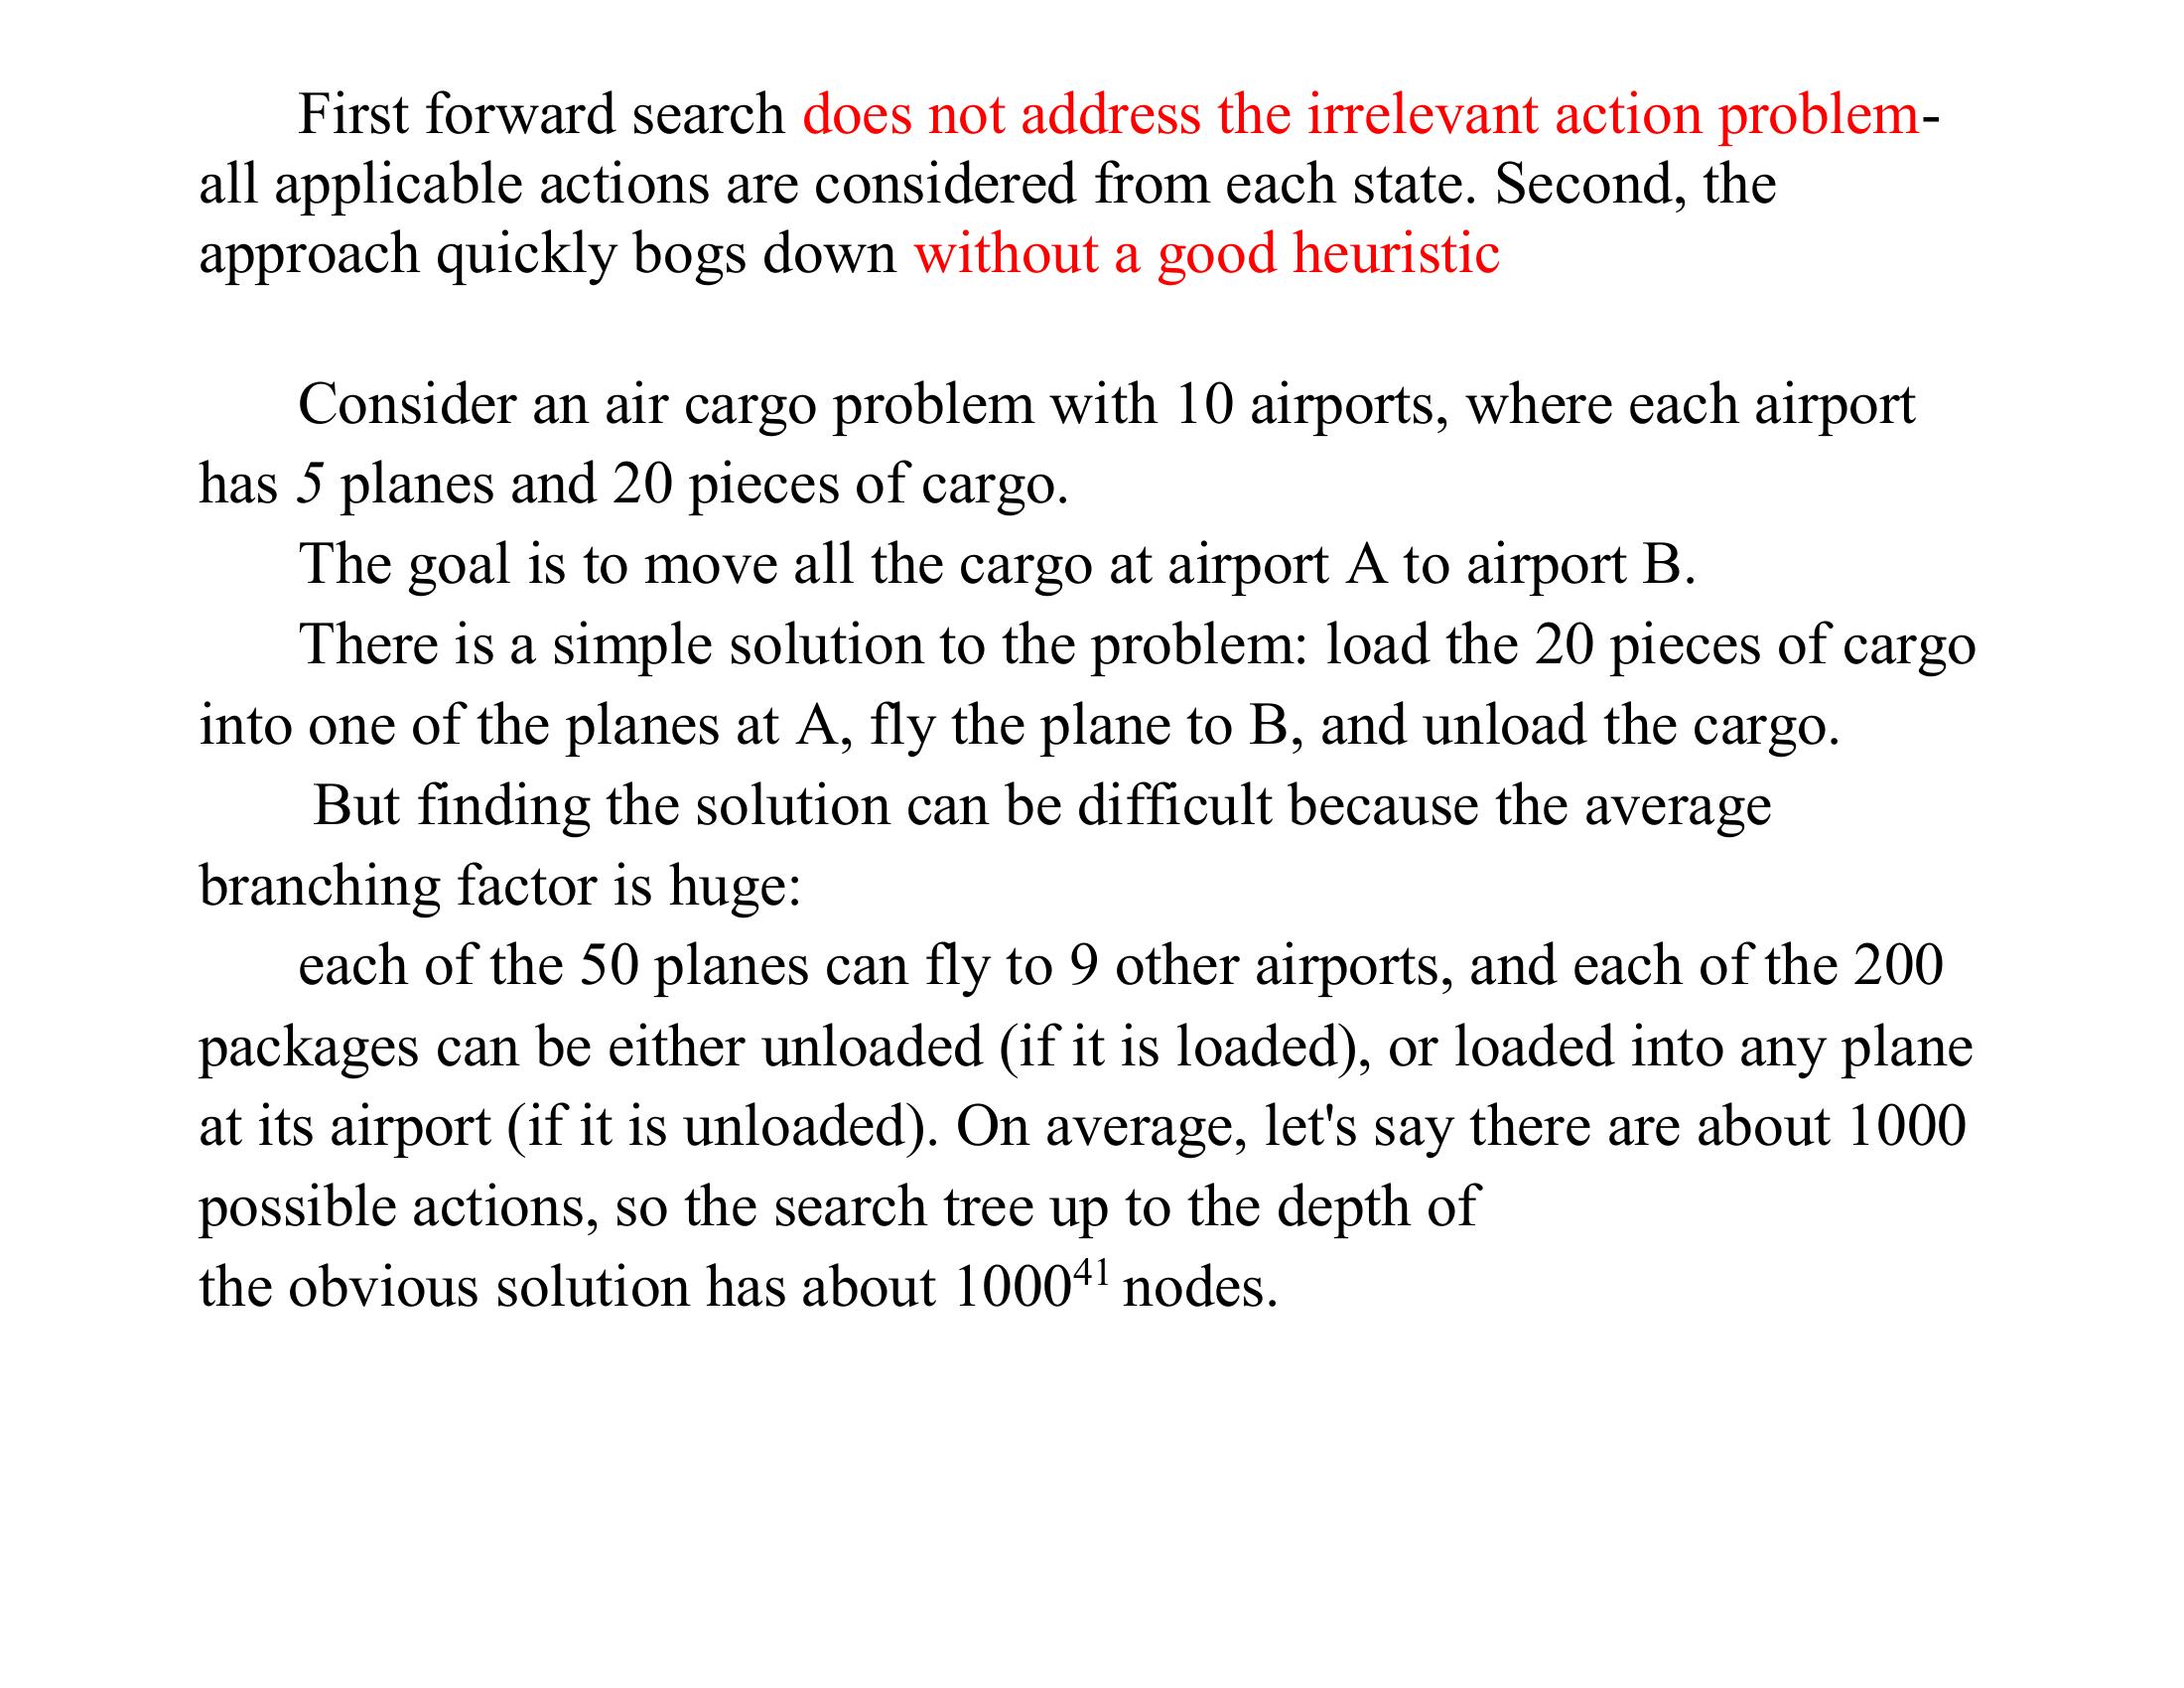 First forward search does not address the irrelevant action problem-
all applicable actions are considered from each state. Second, the
approach quickly bogs down without a good heuristic
Consider an air cargo problem with 10 airports, where each airport
has 5 planes and 20 pieces of cargo.
The goal is to move all the cargo at airport A to airport B.
There is a simple solution to the problem: load the 20 pieces of cargo
into one of the planes at A, fly the plane to B, and unload the cargo.
But finding the solution can be difficult because the average
branching factor is huge:
each of the 50 planes can fly to 9 other airports, and each of the 200
packages can be either unloaded (if it is loaded), or loaded into any plane
at its airport (if it is unloaded). On average, let's say there are about 1000
possible actions, so the search tree up to the depth of
the obvious solution has about 1000⁴¹ nodes.